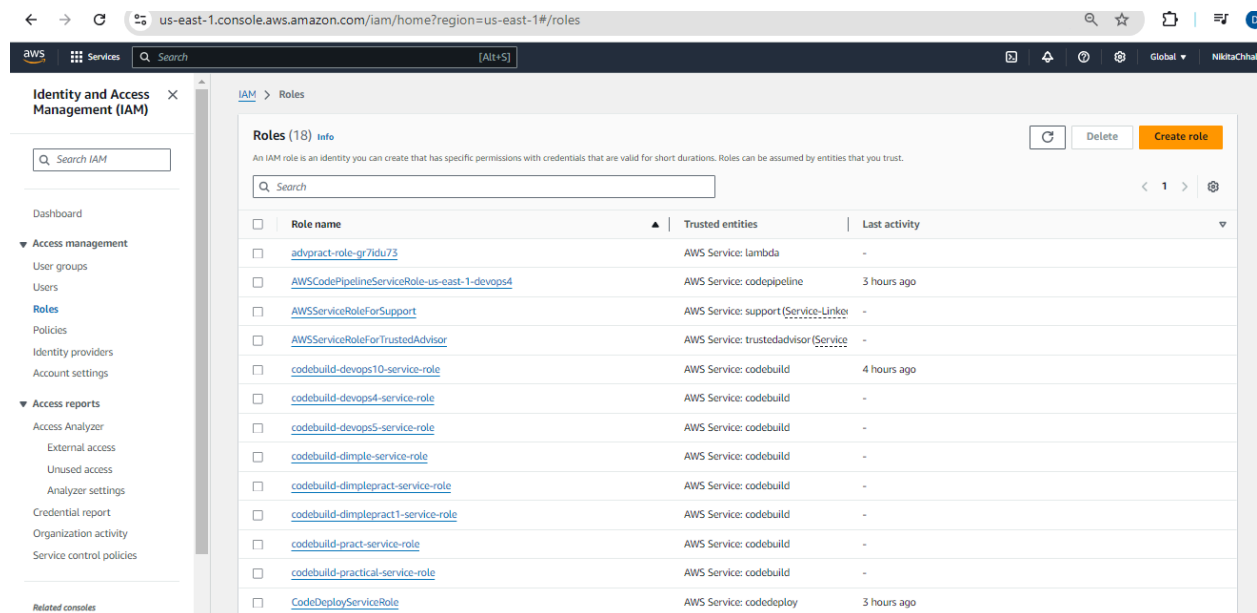 us-east-1.console.aws.amazon.com/iam/home?region=us-east-1#/roles
aws Services Search [Alt+S] Global NikitaChhal
Identity and Access
Management (IAM)
Search IAM
Dashboard
Access management
User groups
Users
Roles
Policies
Identity providers
Account settings
Access reports
Access Analyzer
External access
Unused access
Analyzer settings
Credential report
Organization activity
Service control policies
Related consoles
IAM > Roles
Roles (18) Info
Delete Create role
An IAM role is an identity you can create that has specific permissions with credentials that are valid for short durations. Roles can be assumed by entities that you trust.
Search
1
Role name Trusted entities Last activity
advpract-role-gr7idu73 AWS Service: lambda -
AWSCodePipelineServiceRole-us-east-1-devops4 AWS Service: codepipeline 3 hours ago
AWSServiceRoleForSupport AWS Service: support (Service-Linke -
AWSServiceRoleForTrustedAdvisor AWS Service: trustedadvisor (Service -
codebuild-devops10-service-role AWS Service: codebuild 4 hours ago
codebuild-devops4-service-role AWS Service: codebuild -
codebuild-devops5-service-role AWS Service: codebuild -
codebuild-dimple-service-role AWS Service: codebuild -
codebuild-dimplepract-service-role AWS Service: codebuild -
codebuild-dimplepract1-service-role AWS Service: codebuild -
codebuild-pract-service-role AWS Service: codebuild -
codebuild-practical-service-role AWS Service: codebuild -
CodeDeployServiceRole AWS Service: codedeploy 3 hours ago